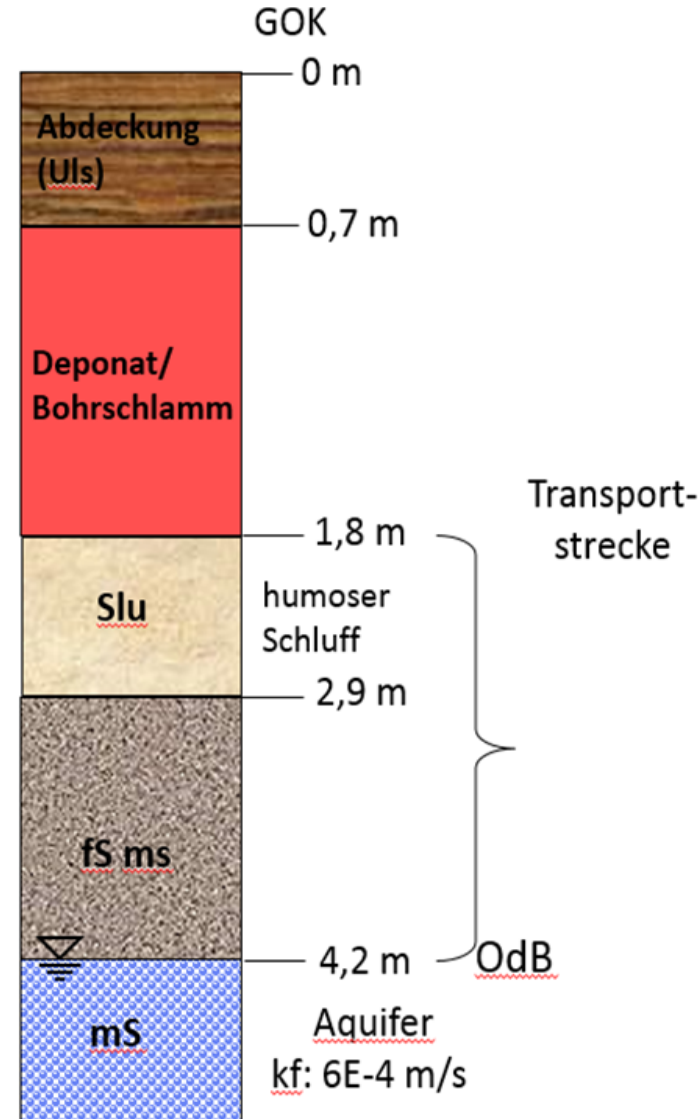 GOK
0 m
Abdeckung
(Uls)
0,7 m
Deponat/
Bohrschlamm
Transport-
strecke
1,8 m
Slu
humoser
Schluff
2,9 m
fS ms
4,2 m
OdB
mS
Aquifer
kf: 6E-4 m/s